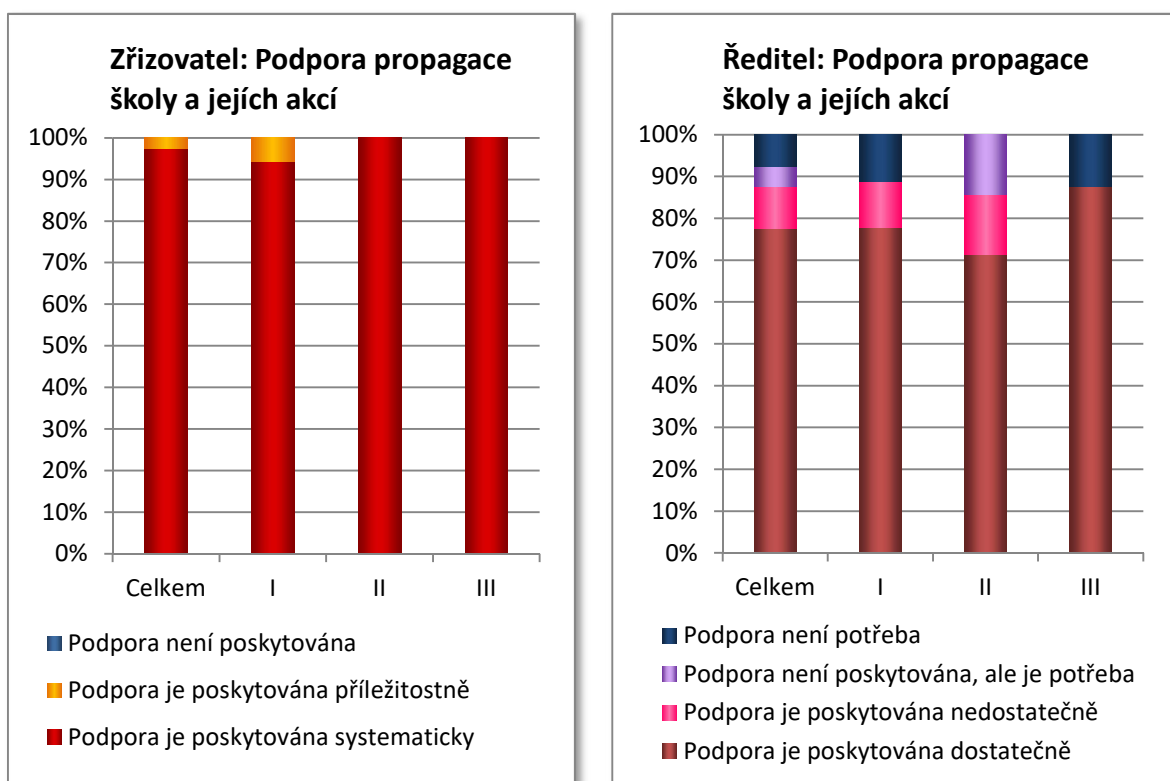 Zřizovatel: Podpora propagace
školy a jejích akcí
100%
90%
80%
70%
60%
50%
40%
30%
20%
10%
0%
Celkem I II III
Podpora není poskytována
Podpora je poskytována příležitostně
Podpora je poskytována systematicky
Ředitel: Podpora propagace
školy a jejích akcí
100%
90%
80%
70%
60%
50%
40%
30%
20%
10%
0%
Celkem I II III
Podpora není potřeba
Podpora není poskytována, ale je potřeba
Podpora je poskytována nedostatečně
Podpora je poskytována dostatečně